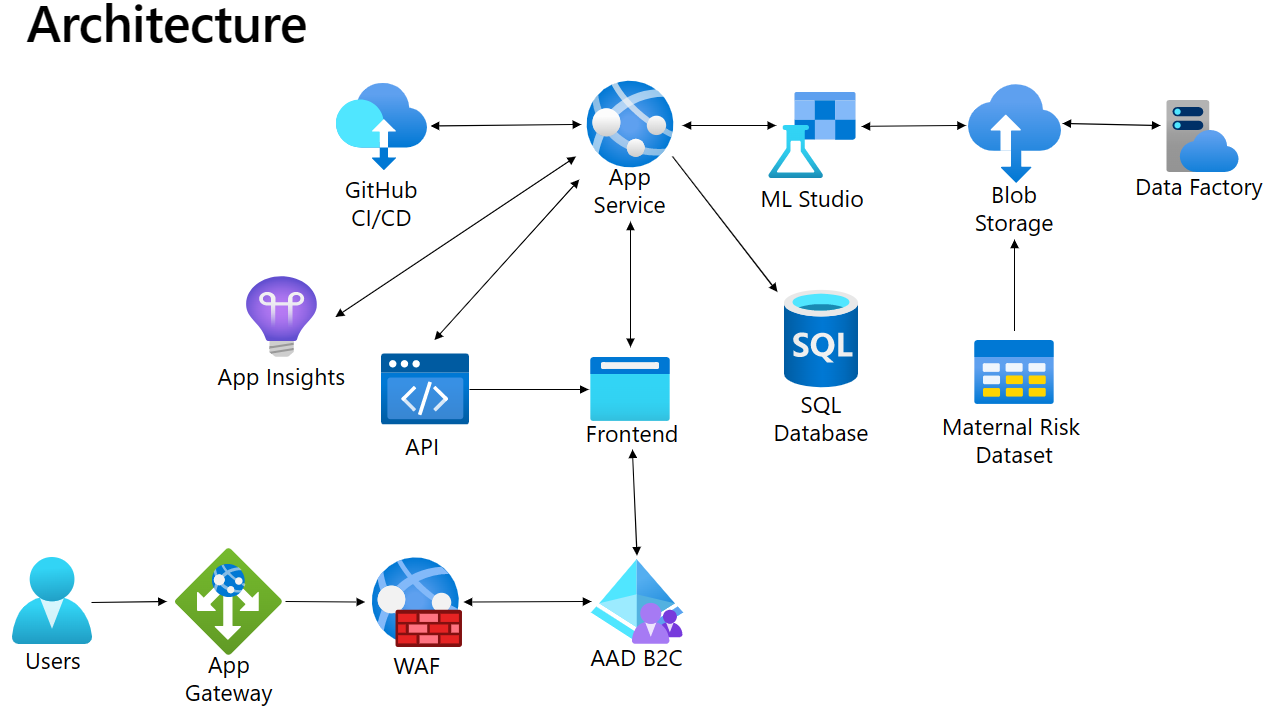 Architecture
GitHub
CI/CD
App
Service
ML Studio
Blob
Storage
Data Factory
App Insights
</>
API
Frontend
SQL
SQL
Database
Maternal Risk
Dataset
Users
App
Gateway
WAF
AAD B2C